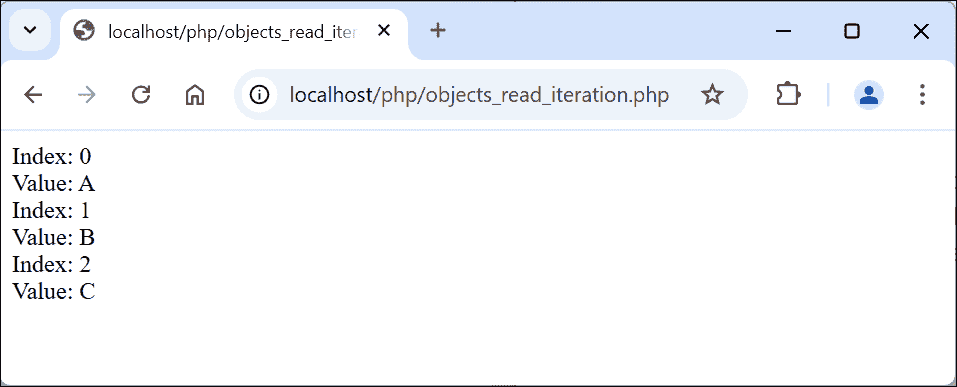 localhost/php/objects_read_iter
localhost/php/objects_read_iteration.php
Index: 0
Value: A
Index: 1
Value: B
Index: 2
Value: C